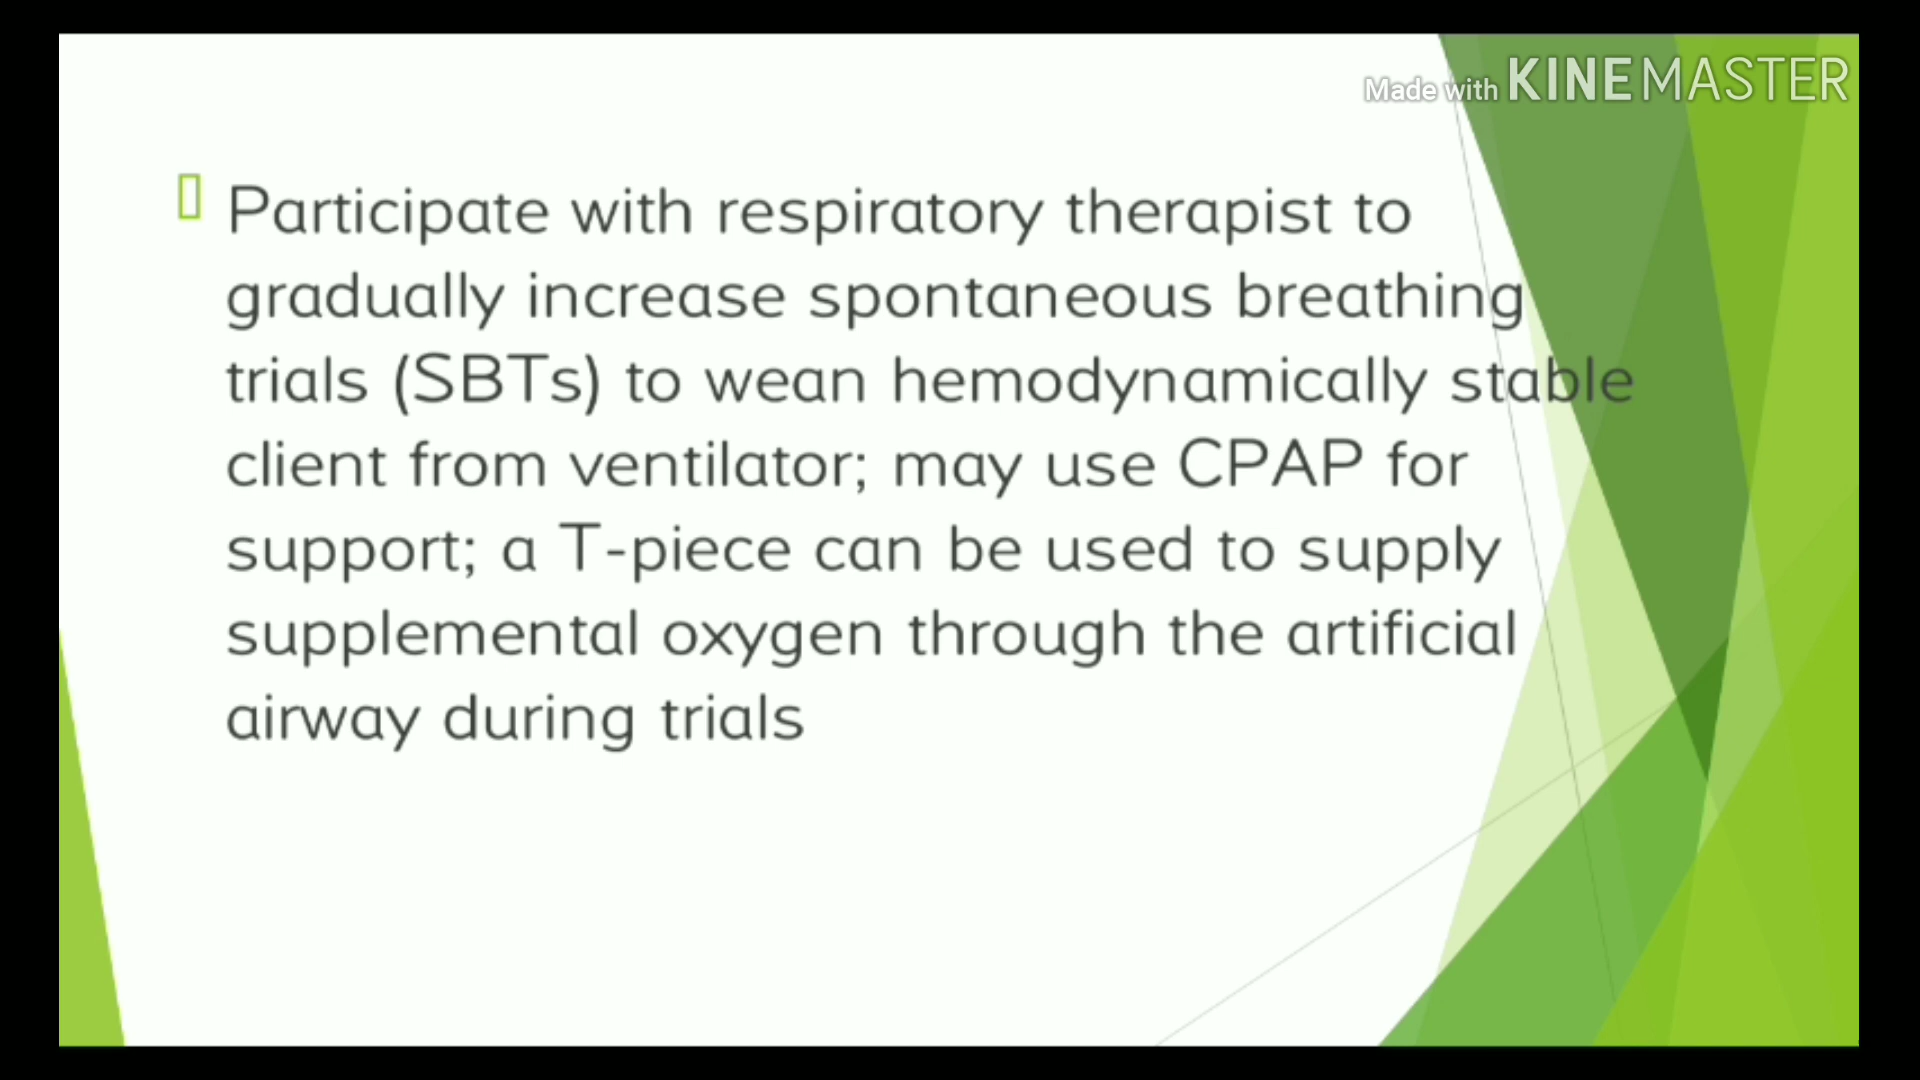 Made with KINEMASTER
Participate with respiratory therapist to
gradually increase spontaneous breathing
trials (SBTs) to wean hemodynamically stable
client from ventilator; may use CPAP for
support; a T-piece can be used to supply
supplemental oxygen through the artificial
airway during trials